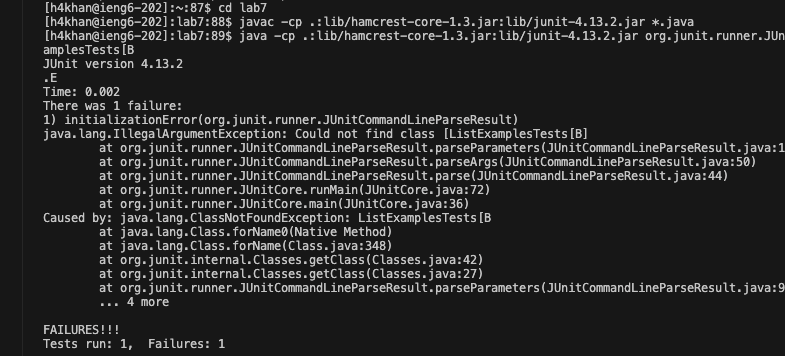 [h4khan@ieng6-202]:~:87$ cd lab7
[h4khan@ieng6-202]:lab7:88$ javac -cp .:lib/hamcrest-core-1.3.jar:lib/junit-4.13.2.jar *.java
[h4khan@ieng6-202]:lab7:89$ java -cp .:lib/hamcrest-core-1.3.jar:lib/junit-4.13.2.jar org.junit.runner.JUn
amplesTests[B
JUnit version 4.13.2
.E
Time: 0.002
There was 1 failure:
1) initializationError(org.junit.runner.JUnitCommandLineParseResult)
java.lang.IllegalArgumentException: Could not find class [ListExamplesTests[B]
at org.junit.runner.JUnitCommandLineParseResult.parseParameters(JUnitCommandLineParseResult.java:1
at org.junit.runner.JUnitCommandLineParseResult.parseArgs(JUnitCommandLineParseResult.java:50)
at org.junit.runner.JUnitCommandLineParseResult.parse(JUnitCommandLineParseResult.java:44)
at org.junit.runner.JUnitCore.runMain(JUnitCore.java:72)
at org.junit.runner.JUnitCore.main(JUnitCore.java:36)
Caused by: java.lang.ClassNotFoundException: ListExamplesTests[B
at java.lang.Class.forName0(Native Method)
at java.lang.Class.forName(Class.java:348)
at org.junit.internal.Classes.getClass(Classes.java:42)
at org.junit.internal.Classes.getClass(Classes.java:27)
at org.junit.runner.JUnitCommandLineParseResult.parseParameters(JUnitCommandLineParseResult.java:9
... 4 more
FAILURES!!!
Tests run: 1,  Failures: 1